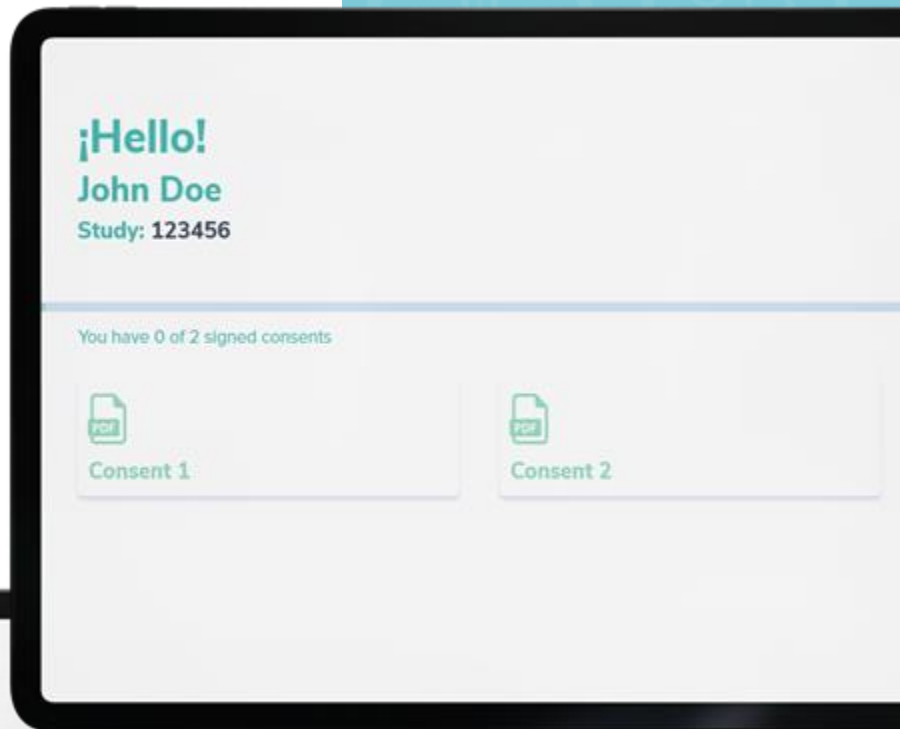 ¡Hello!
John Doe
Study: 123456
You have 0 of 2 signed consents
PDF PDF
Consent 1 Consent 2